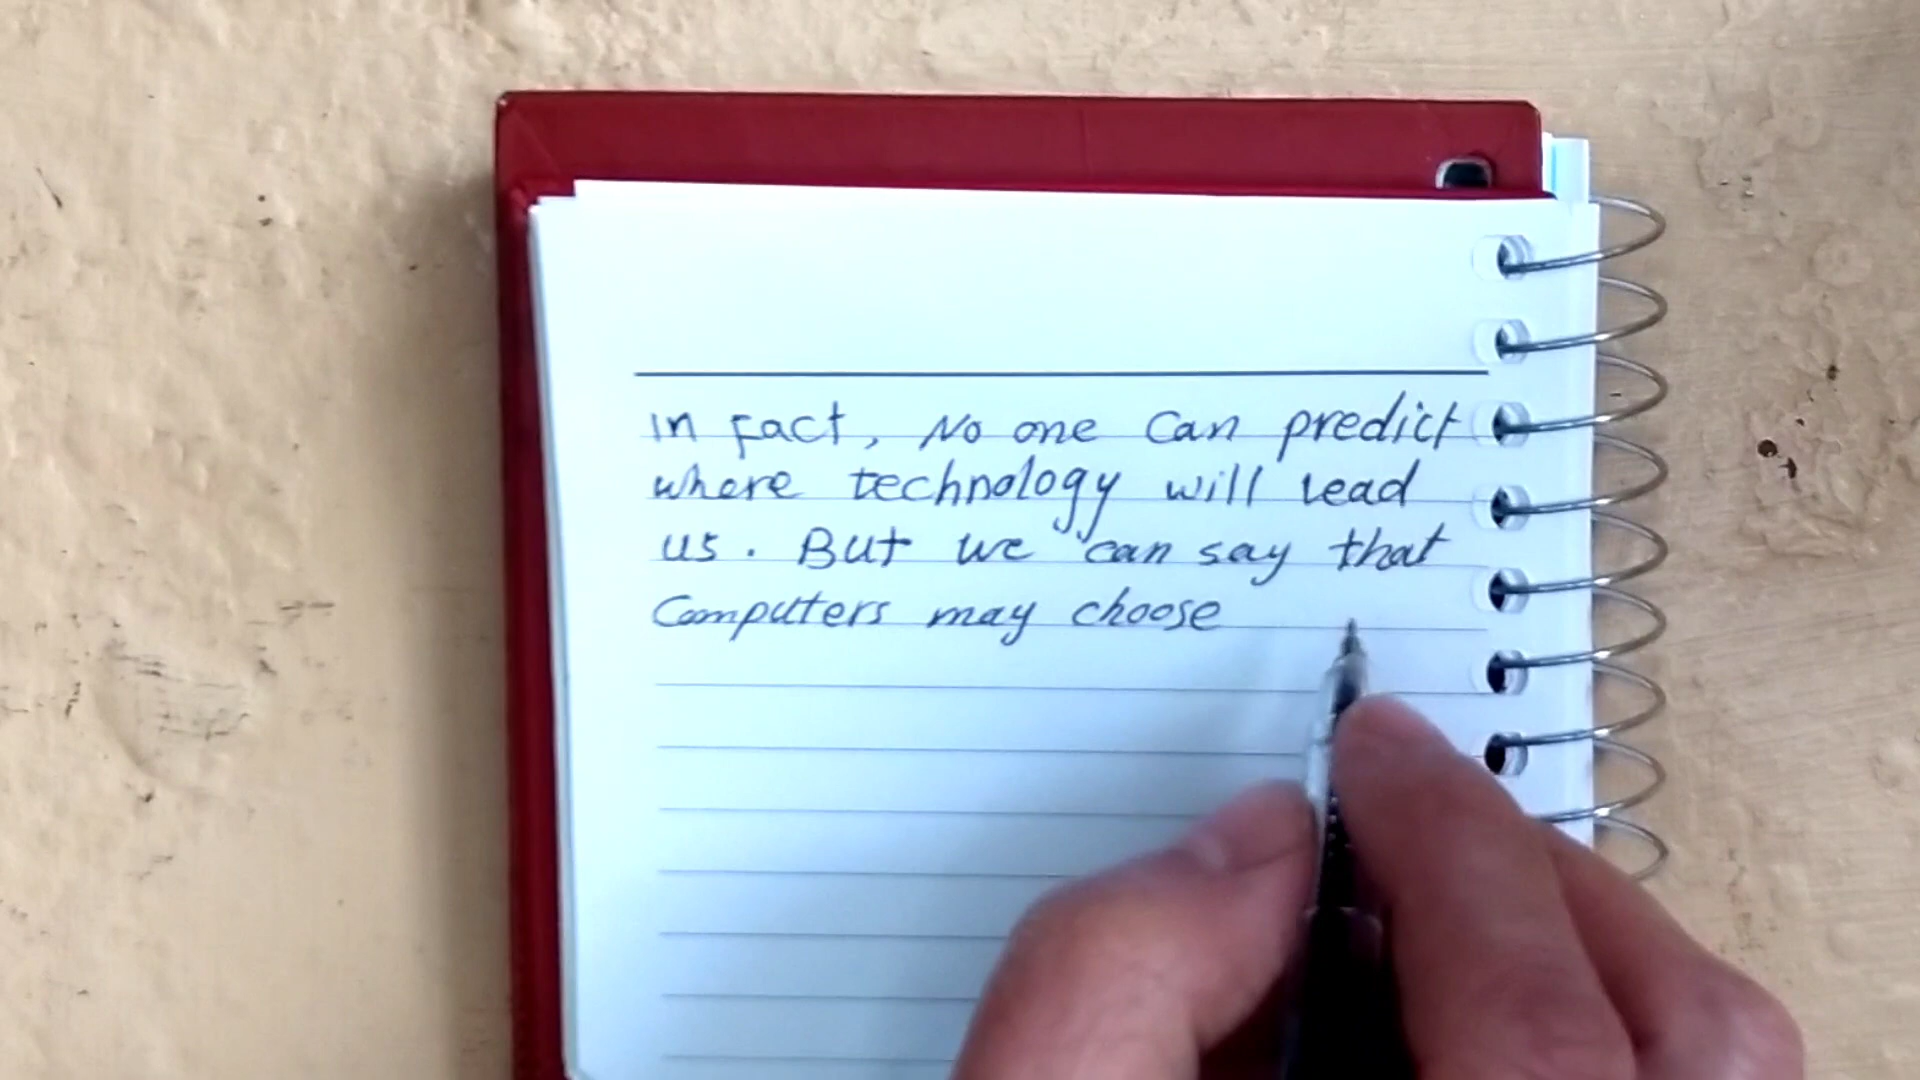 In fact, No one can predict
where technology will lead
us. But we can say that
Computers may choose